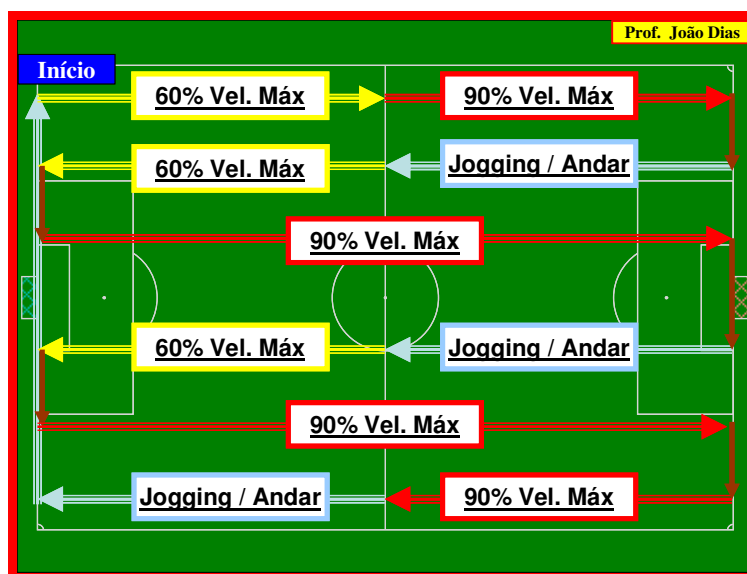 Prof. João Dias
Início
60% Vel. Máx
90% Vel. Máx
60% Vel. Máx
Jogging / Andar
90% Vel. Máx
60% Vel. Máx
Jogging / Andar
90% Vel. Máx
Jogging / Andar
90% Vel. Máx